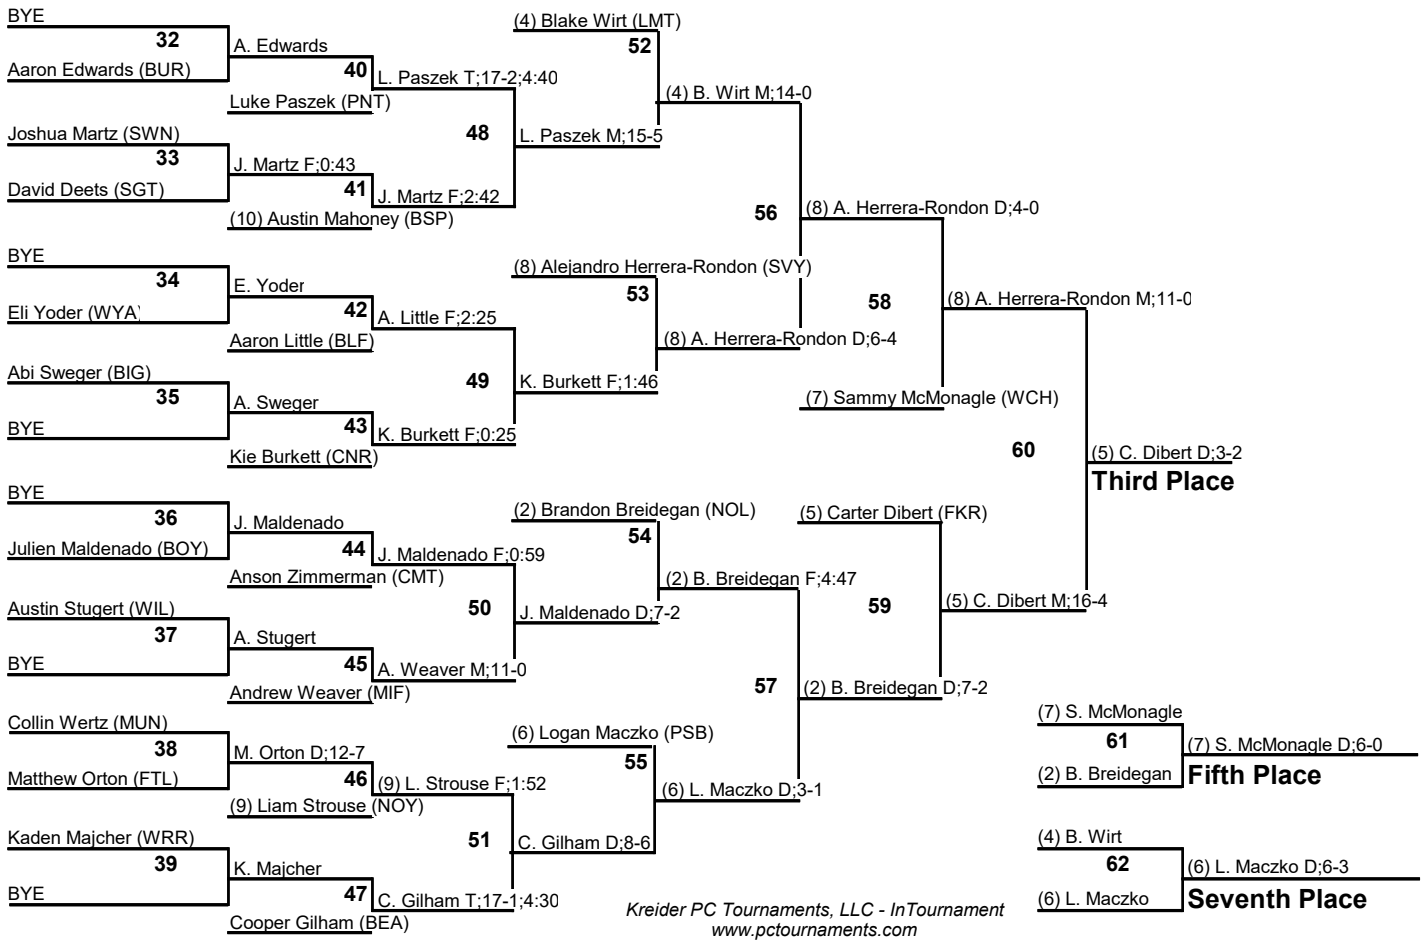 BYE
32
Aaron Edwards (BUR)
A. Edwards
40
Luke Paszek (PNT)
L. Paszek T;17-2;4:40
Joshua Martz (SWN)
33
David Deets (SGT)
J. Martz F;0:43
41
(10) Austin Mahoney (BSP)
J. Martz F;2:42
48
L. Paszek M;15-5
(4) Blake Wirt (LMT)
52
(4) B. Wirt M;14-0
BYE
34
Eli Yoder (WYA)
E. Yoder
42
Aaron Little (BLF)
A. Little F;2:25
Abi Sweger (BIG)
35
BYE
A. Sweger
43
Kie Burkett (CNR)
K. Burkett F;0:25
49
K. Burkett F;1:46
(8) Alejandro Herrera-Rondon (SVY)
53
(8) A. Herrera-Rondon D;6-4
56
(8) A. Herrera-Rondon D;4-0
58
(7) Sammy McMonagle (WCH)
(8) A. Herrera-Rondon M;11-0
BYE
36
Julien Maldenado (BOY)
J. Maldenado
44
Anson Zimmerman (CMT)
J. Maldenado F;0:59
Austin Stugert (WIL)
37
BYE
A. Stugert
45
Andrew Weaver (MIF)
A. Weaver M;11-0
50
J. Maldenado D;7-2
(2) Brandon Breidegan (NOL)
54
(2) B. Breidegan F;4:47
Collin Wertz (MUN)
38
Matthew Orton (FTL)
M. Orton D;12-7
46
(9) Liam Strouse (NOY)
(9) L. Strouse F;1:52
Kaden Majcher (WRR)
39
BYE
K. Majcher
47
Cooper Gilham (BEA)
C. Gilham T;17-1;4:30
51
C. Gilham D;8-6
(6) Logan Maczko (PSB)
55
(6) L. Maczko D;3-1
57
(2) B. Breidegan D;7-2
(5) Carter Dibert (FKR)
59
(5) C. Dibert M;16-4
60
(5) C. Dibert D;3-2
Third Place
(7) S. McMonagle
61
(2) B. Breidegan
(7) S. McMonagle D;6-0
Fifth Place
(4) B. Wirt
62
(6) L. Maczko
(6) L. Maczko D;6-3
Seventh Place
Kreider PC Tournaments, LLC - InTournament
www.pctournaments.com